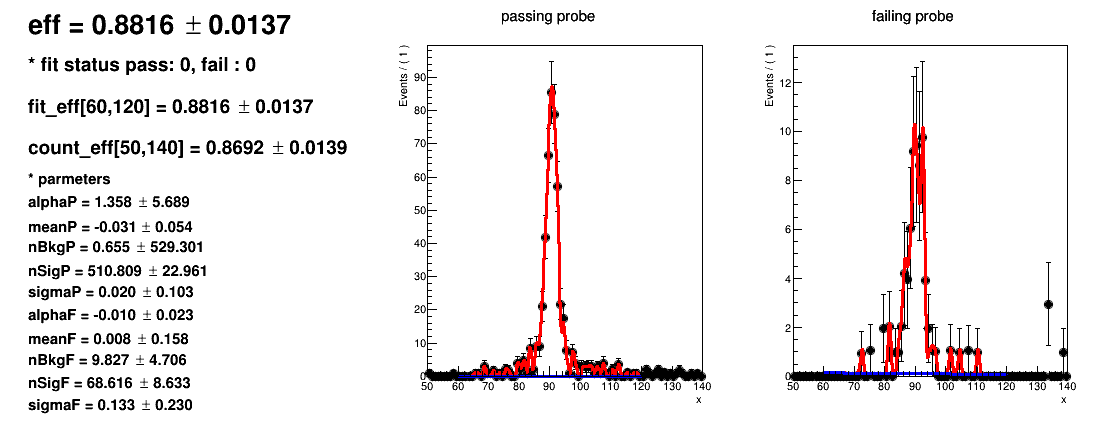 eff = 0.8816 ± 0.0137
* fit status pass: 0, fail : 0
fit_eff[60,120] = 0.8816 ± 0.0137
count_eff[50,140] = 0.8692 ± 0.0139
* parmeters
alphaP = 1.358 ± 5.689
meanP = -0.031 ± 0.054
nBkgP = 0.655 ± 529.301
nSigP = 510.809 ± 22.961
sigmaP = 0.020 ± 0.103
alphaF = -0.010 ± 0.023
meanF = 0.008 ± 0.158
nBkgF = 9.827 ± 4.706
nSigF = 68.616 ± 8.633
sigmaF = 0.133 ± 0.230
passing probe
Events / ( 1 )
90
80
70
60
50
40
30
20
10
0
50 60 70 80 90 100 110 120 130 140
x
failing probe
Events / ( 1 )
12
10
8
6
4
2
0
50 60 70 80 90 100 110 120 130 140
x